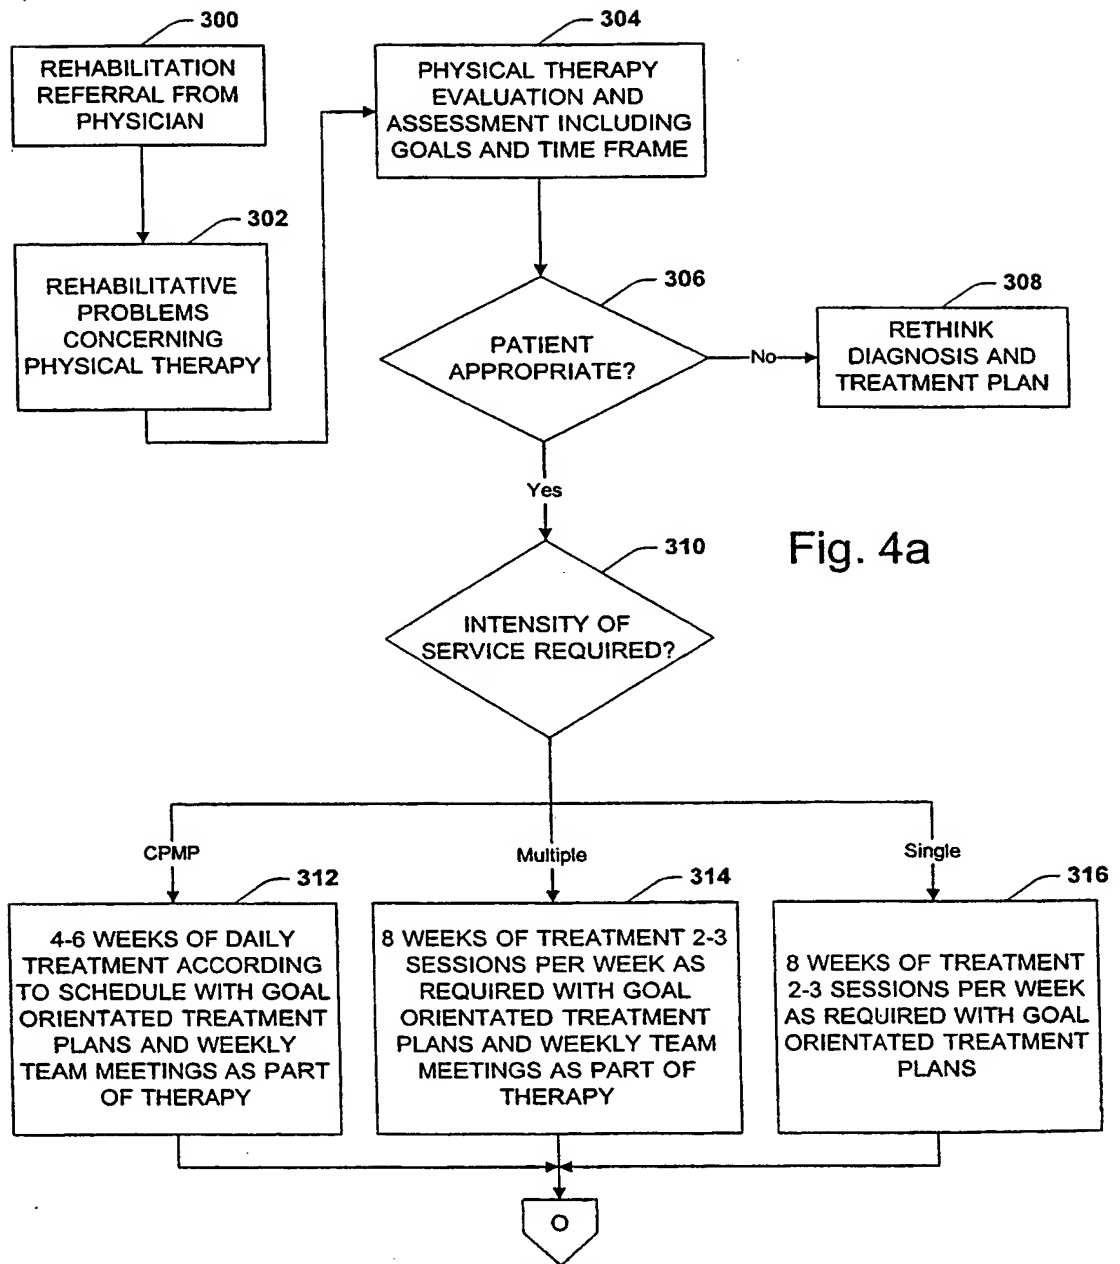 300
REHABILITATION
REFERRAL FROM
PHYSICIAN
302
REHABILITATIVE
PROBLEMS
CONCERNING
PHYSICAL THERAPY
304
PHYSICAL THERAPY
EVALUATION AND
ASSESSMENT INCLUDING
GOALS AND TIME FRAME
306
PATIENT
APPROPRIATE?
No
308
RETHINK
DIAGNOSIS AND
TREATMENT PLAN
Yes
Fig. 4a
310
INTENSITY OF
SERVICE REQUIRED?
CPMP
312
4-6 WEEKS OF DAILY
TREATMENT ACCORDING
TO SCHEDULE WITH GOAL
ORIENTATED TREATMENT
PLANS AND WEEKLY
TEAM MEETINGS AS PART
OF THERAPY
Multiple
314
8 WEEKS OF TREATMENT 2-3
SESSIONS PER WEEK AS
REQUIRED WITH GOAL
ORIENTATED TREATMENT
PLANS AND WEEKLY TEAM
MEETINGS AS PART OF
THERAPY
Single
316
8 WEEKS OF TREATMENT
2-3 SESSIONS PER WEEK
AS REQUIRED WITH GOAL
ORIENTATED TREATMENT
PLANS
O